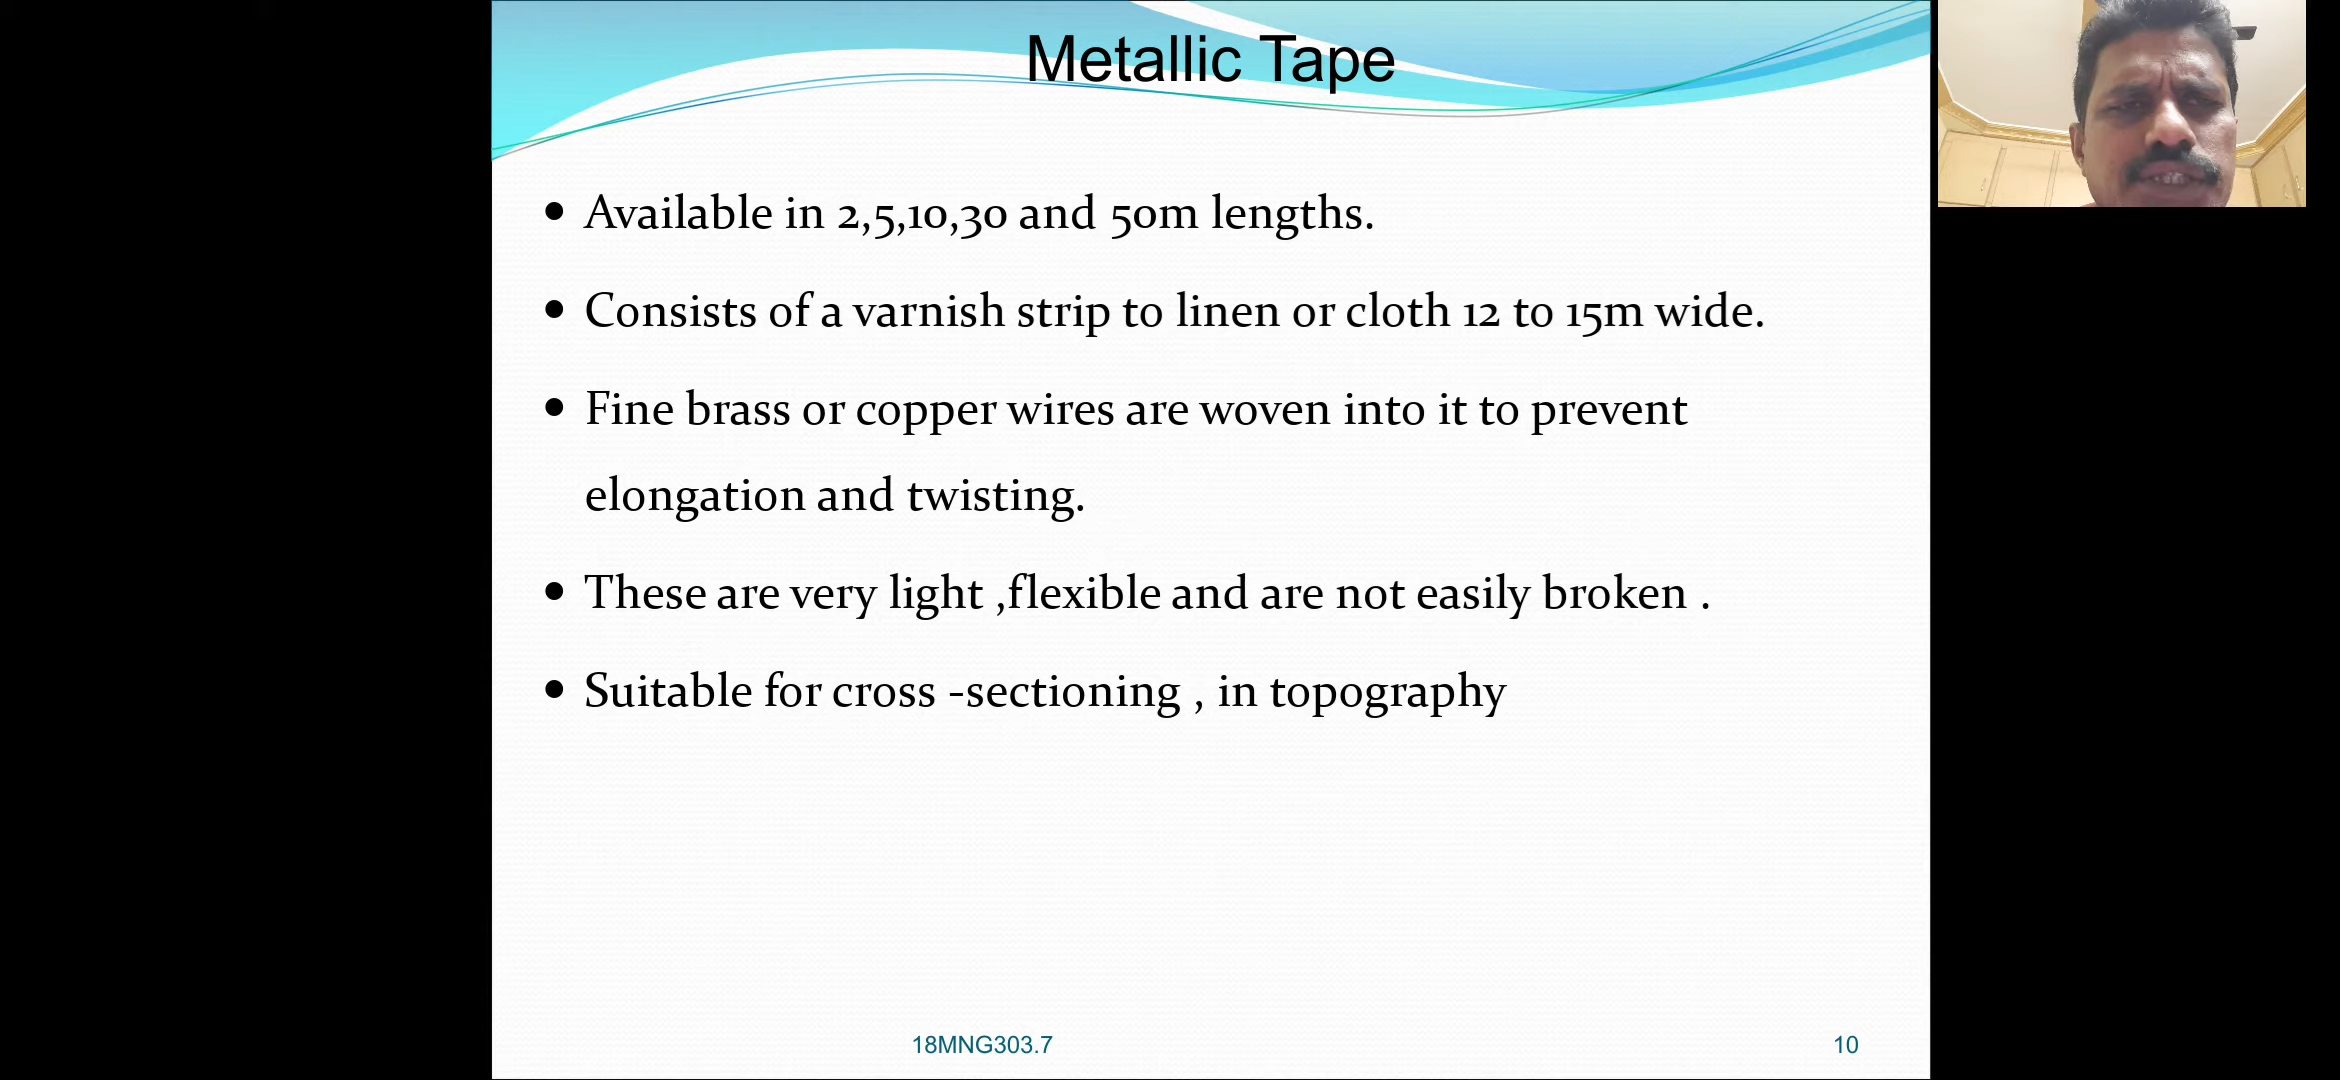 Metallic Tape
• Available in 2,5,10,30 and 50m lengths.
• Consists of a varnish strip to linen or cloth 12 to 15m wide.
• Fine brass or copper wires are woven into it to prevent
elongation and twisting.
• These are very light ,flexible and are not easily broken .
• Suitable for cross -sectioning , in topography
18MNG303.7
10